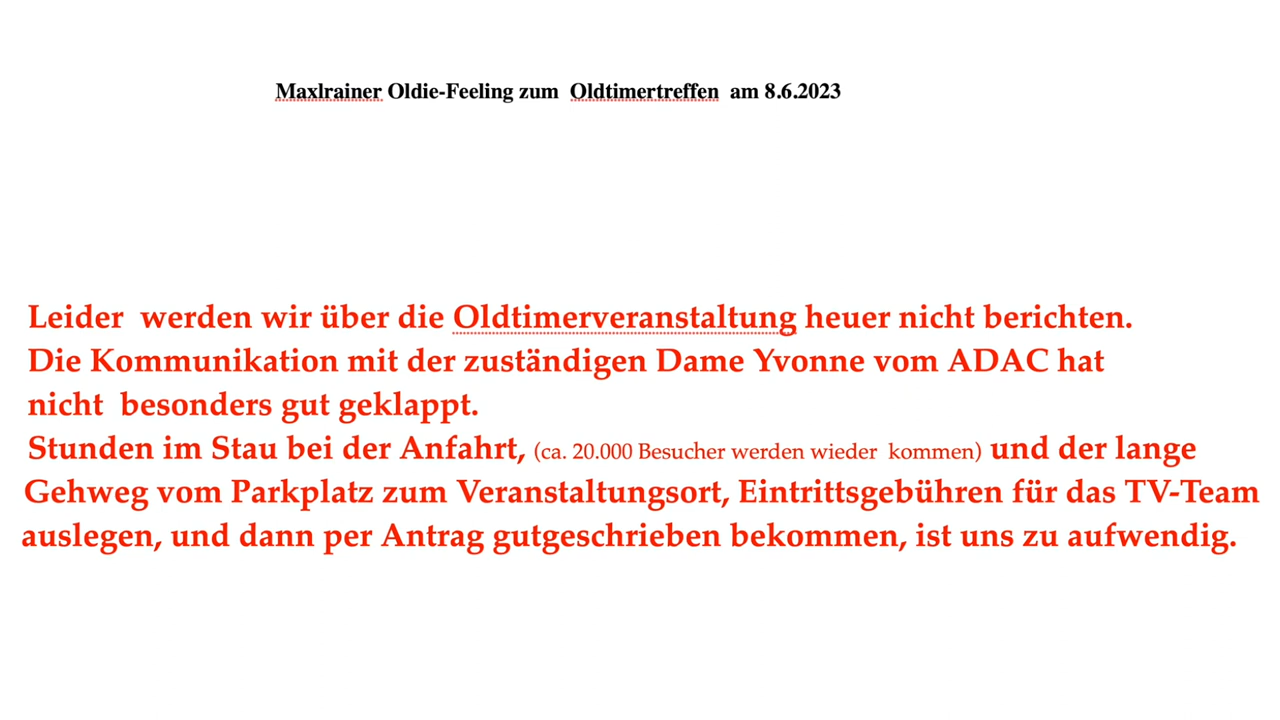 Maxlrainer Oldie-Feeling zum  Oldtimertreffen  am 8.6.2023
Leider  werden wir über die Oldtimerveranstaltung heuer nicht berichten.
Die Kommunikation mit der zuständigen Dame Yvonne vom ADAC hat
nicht  besonders gut geklappt.
Stunden im Stau bei der Anfahrt, (ca. 20.000 Besucher werden wieder  kommen) und der lange
Gehweg vom Parkplatz zum Veranstaltungsort, Eintrittsgebühren für das TV-Team
auslegen, und dann per Antrag gutgeschrieben bekommen, ist uns zu aufwendig.